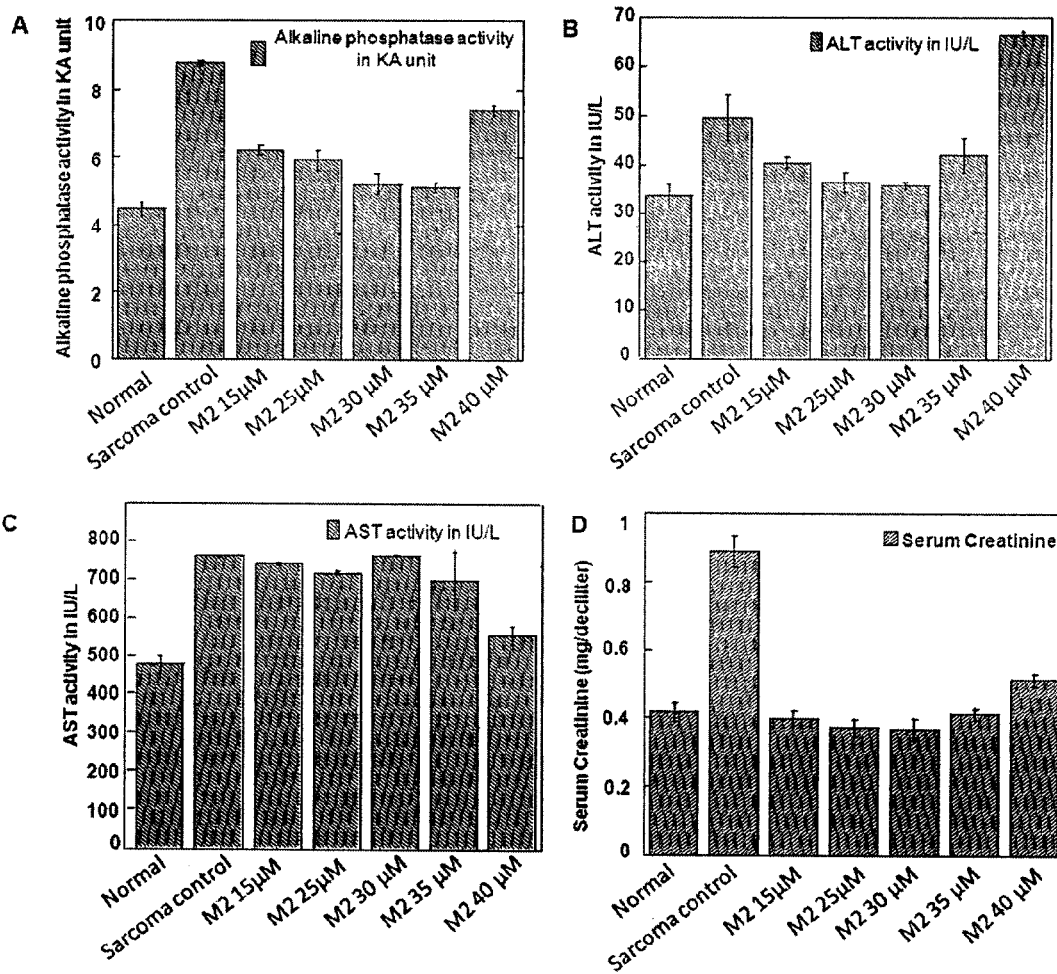 A
Alkaline phosphatase activity in KA unit
10
8
6
4
2
0
Alkaline phosphatase activity
in KA unit
Normal
Sarcoma control
M2 15µM
M2 25µM
M2 30 µM
M2 35 µM
M2 40 µM
B
ALT activity in IU/L
70
60
50
40
30
20
10
0
ALT activity in IU/L
Normal
Sarcoma control
M2 15µM
M2 25µM
M2 30 µM
M2 35 µM
M2 40 µM
C
AST activity in IU/L
800
700
600
500
400
300
200
100
0
AST activity in IU/L
Normal
Sarcoma control
M2 15µM
M2 25µM
M2 30 µM
M2 35 µM
M2 40 µM
D
Serum Creatinine (mg/deciliter)
1
0.8
0.6
0.4
0.2
0
Serum Creatinine
Normal
Sarcoma control
M2 15µM
M2 25µM
M2 30 µM
M2 35 µM
M2 40 µM